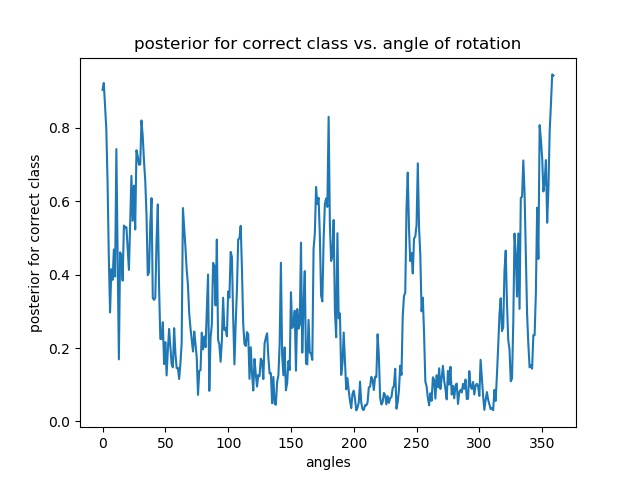 posterior for correct class vs. angle of rotation
posterior for correct class
0.8
0.6
0.4
0.2
0.0
0 50 100 150 200 250 300 350
angles